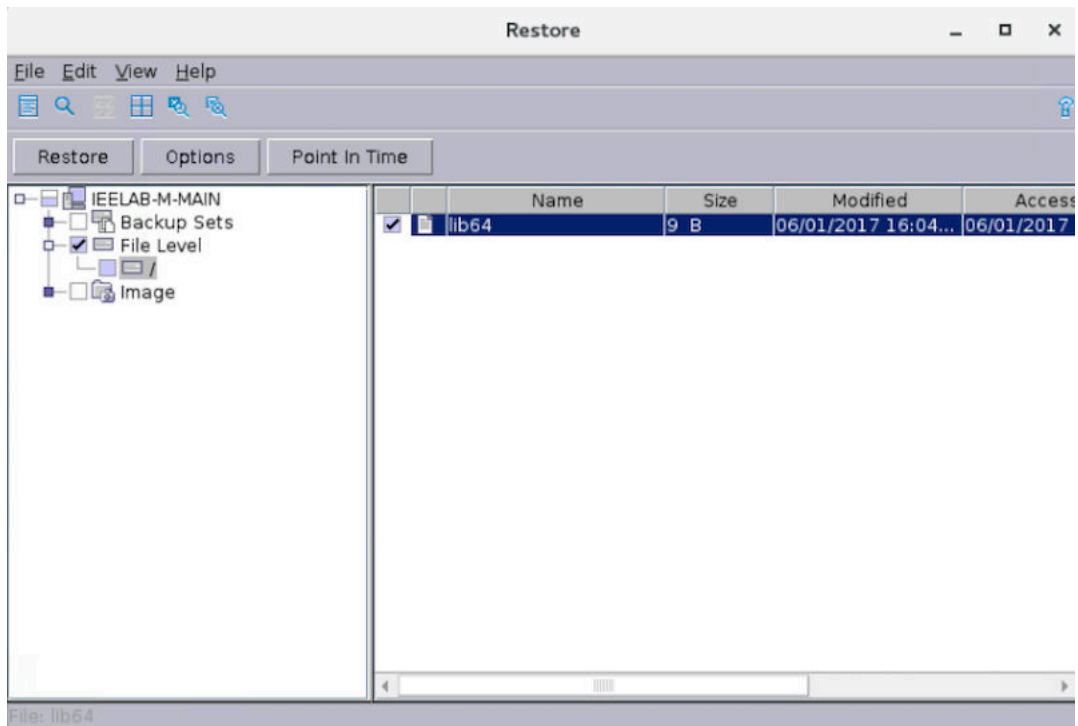 Restore
File Edit View Help
Restore Options Point In Time
IEELAB-M-MAIN
Backup Sets
File Level
/
Image
Name Size Modified Access
lib64 9 B 06/01/2017 16:04... 06/01/2017
File: lib64